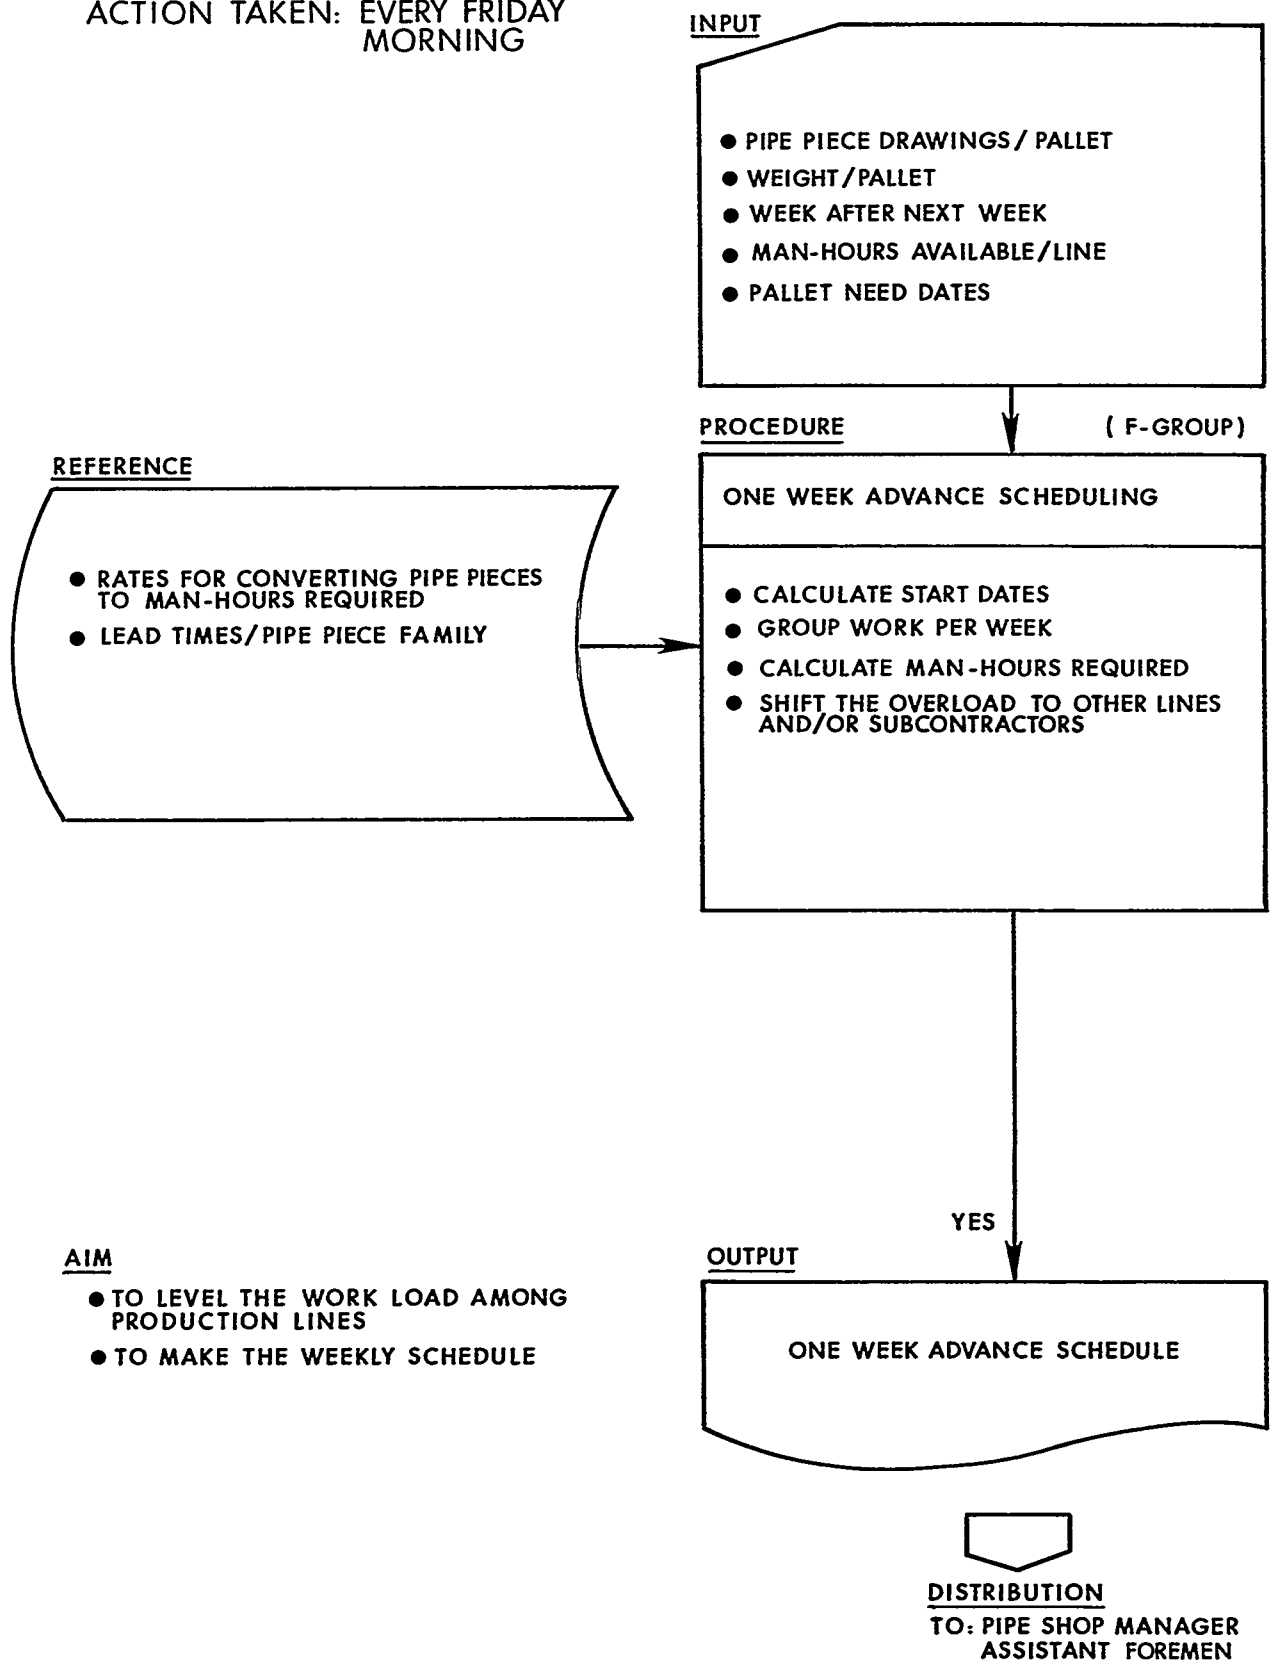 ACTION TAKEN: EVERY FRIDAY
MORNING
INPUT
● PIPE PIECE DRAWINGS/ PALLET
● WEIGHT/PALLET
● WEEK AFTER NEXT WEEK
● MAN-HOURS AVAILABLE/LINE
● PALLET NEED DATES
PROCEDURE (F-GROUP)
ONE WEEK ADVANCE SCHEDULING
● CALCULATE START DATES
● GROUP WORK PER WEEK
● CALCULATE MAN-HOURS REQUIRED
● SHIFT THE OVERLOAD TO OTHER LINES
AND/OR SUBCONTRACTORS
REFERENCE
● RATES FOR CONVERTING PIPE PIECES
TO MAN-HOURS REQUIRED
● LEAD TIMES/PIPE PIECE FAMILY
YES
AIM
● TO LEVEL THE WORK LOAD AMONG
PRODUCTION LINES
● TO MAKE THE WEEKLY SCHEDULE
OUTPUT
ONE WEEK ADVANCE SCHEDULE
DISTRIBUTION
TO: PIPE SHOP MANAGER
ASSISTANT FOREMEN